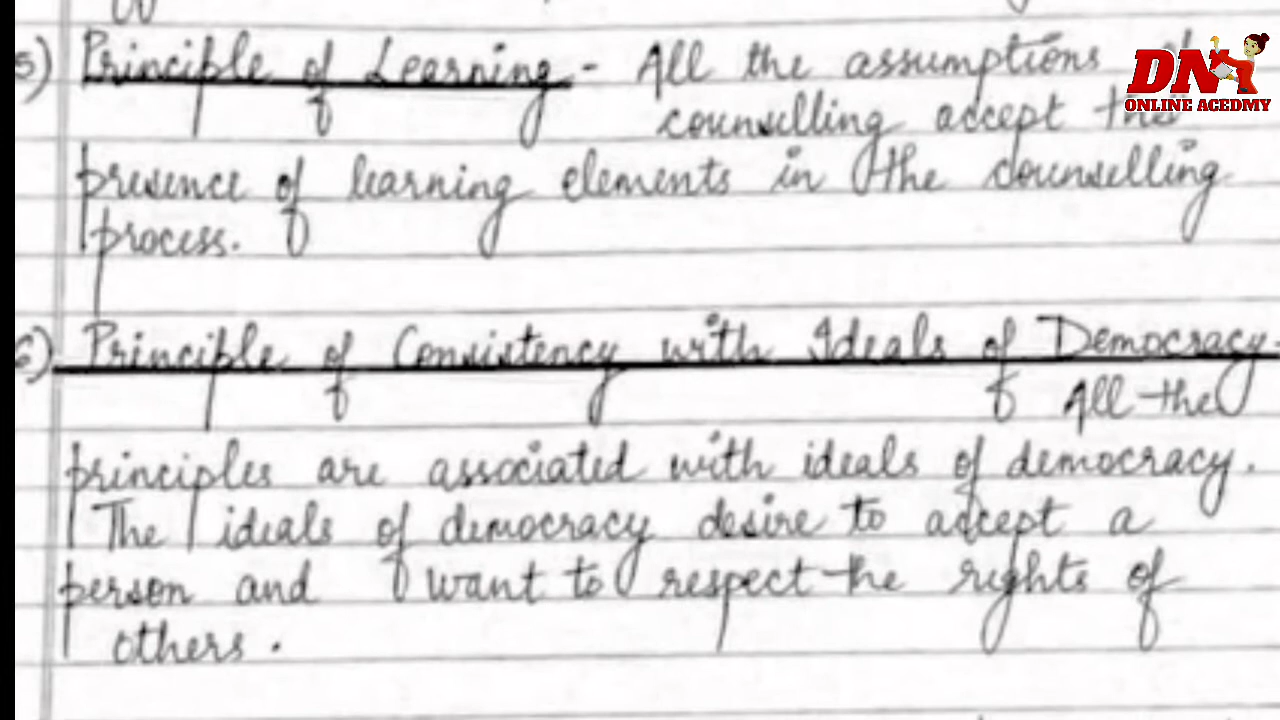 5) Principle of Learning - All the assumptions of
counselling accept the
presence of learning elements in the counselling
process.
6) Principle of Consistency with Ideals of Democracy -
All the
principles are associated with ideals of democracy.
The ideals of democracy desire to accept a
person and want to respect the rights of
others.
DN
ONLINE ACEDMY